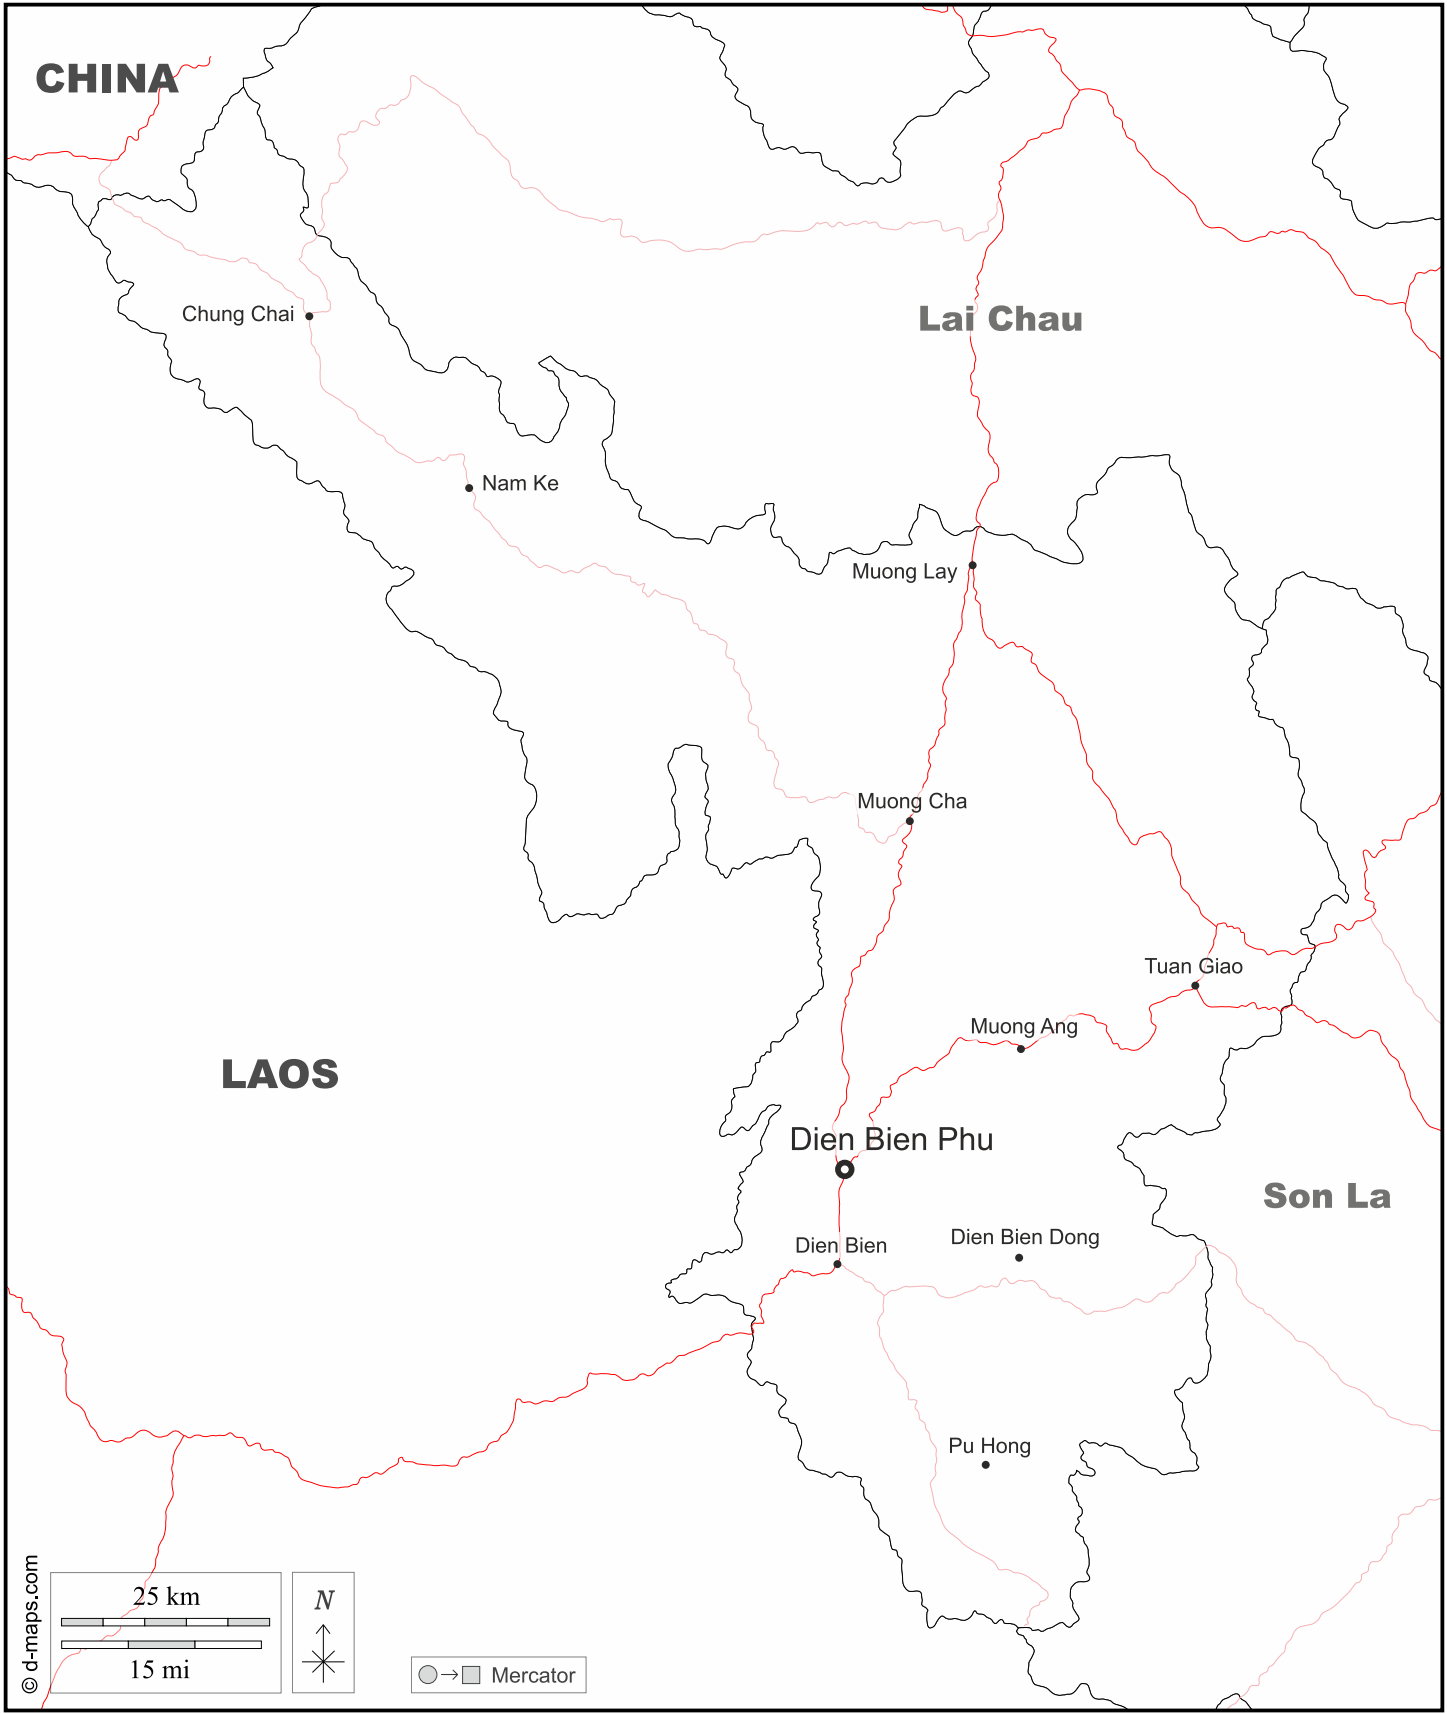 CHINA
Chung Chai
Lai Chau
Nam Ke
Muong Lay
Muong Cha
Tuan Giao
Muong Ang
LAOS
Dien Bien Phu
Son La
Dien Bien Dong
Dien Bien
Pu Hong
© d-maps.com
25 km
15 mi
N
Mercator